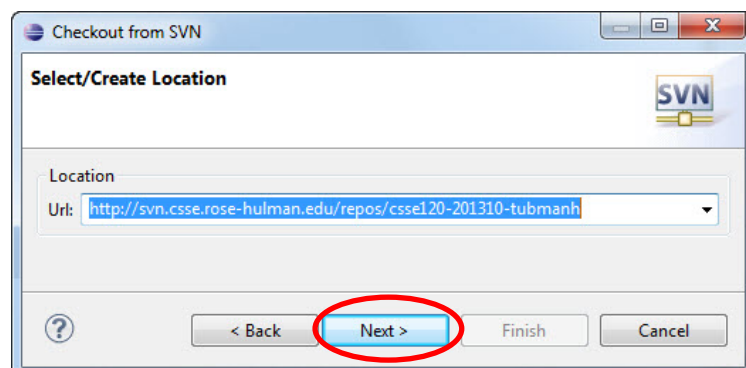 Checkout from SVN
Select/Create Location
SVN
Location
Url: http://svn.csse.rose-hulman.edu/repos/csse120-201310-tubmanh
? < Back Next > Finish Cancel